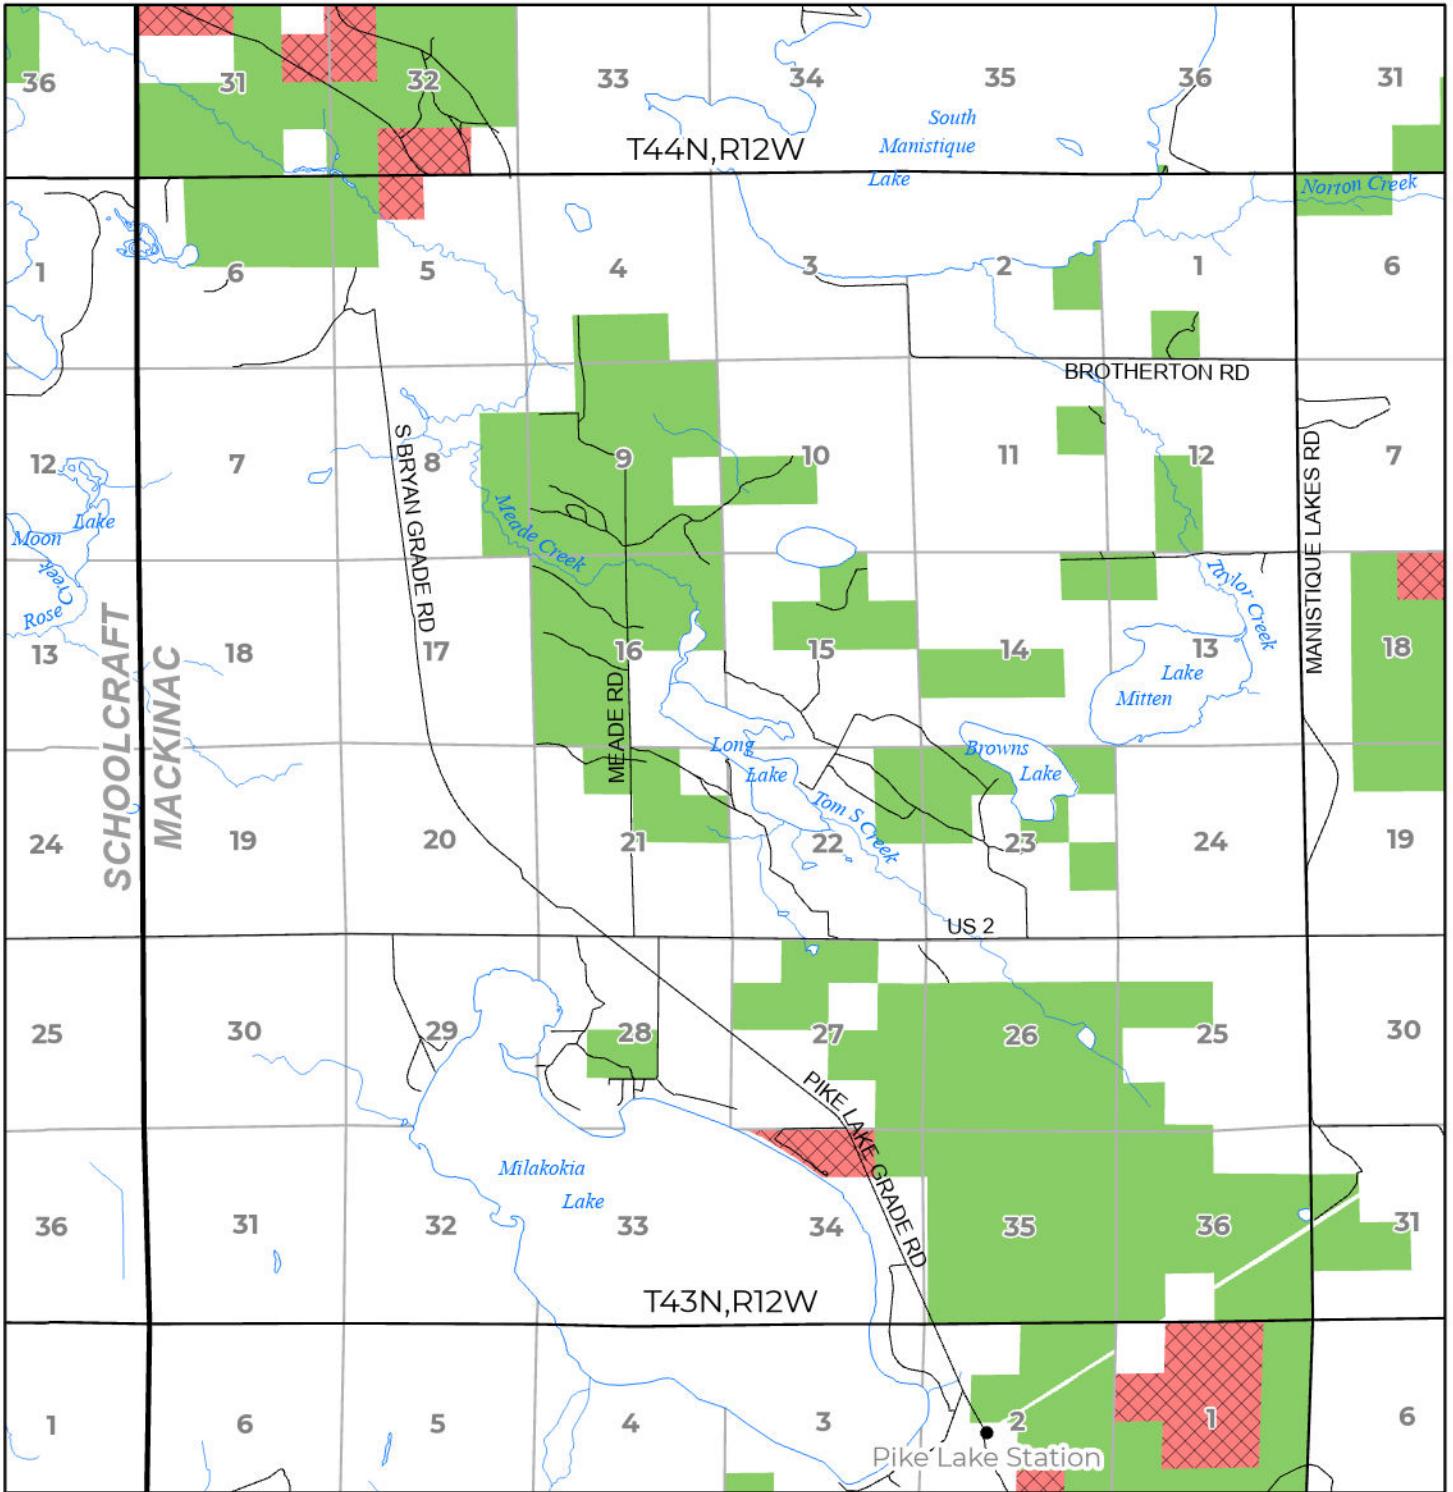 36
31
32
33
34
35
36
31
South
Manistique
Lake
T44N,R12W
Norton Creek
1
6
5
4
3
2
1
6
BROTHERTON RD
12
7
8
9
10
11
12
7
S BRYAN GRADE RD
MANISTIQUE LAKES RD
Moon
Lake
Meade Creek
Rose Creek
Taylor Creek
13
18
17
16
15
14
13
18
SCHOOLCRAFT
MACKINAC
MEADE RD
Lake
Mitten
Long
Lake
Browns
Lake
Tom S Creek
24
19
20
21
22
23
24
19
US 2
25
30
29
28
27
26
25
30
PIKE LAKE GRADE RD
Milakokia
Lake
36
31
32
33
34
35
36
31
T43N,R12W
1
6
5
4
3
2
1
6
Pike Lake Station